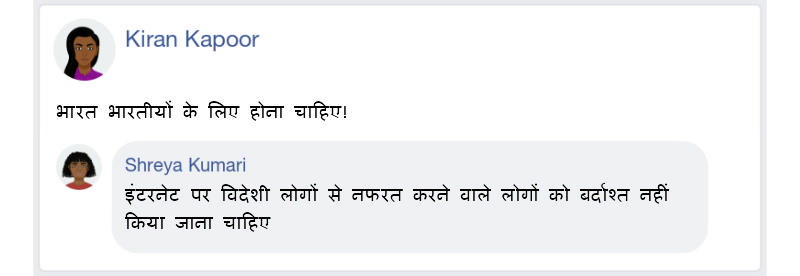 Kiran Kapoor
भारत भारतीयों के लिए होना चाहिए!
Shreya Kumari
इंटरनेट पर विदेशी लोगों से नफरत करने वाले लोगों को बर्दाश्त नहीं
किया जाना चाहिए